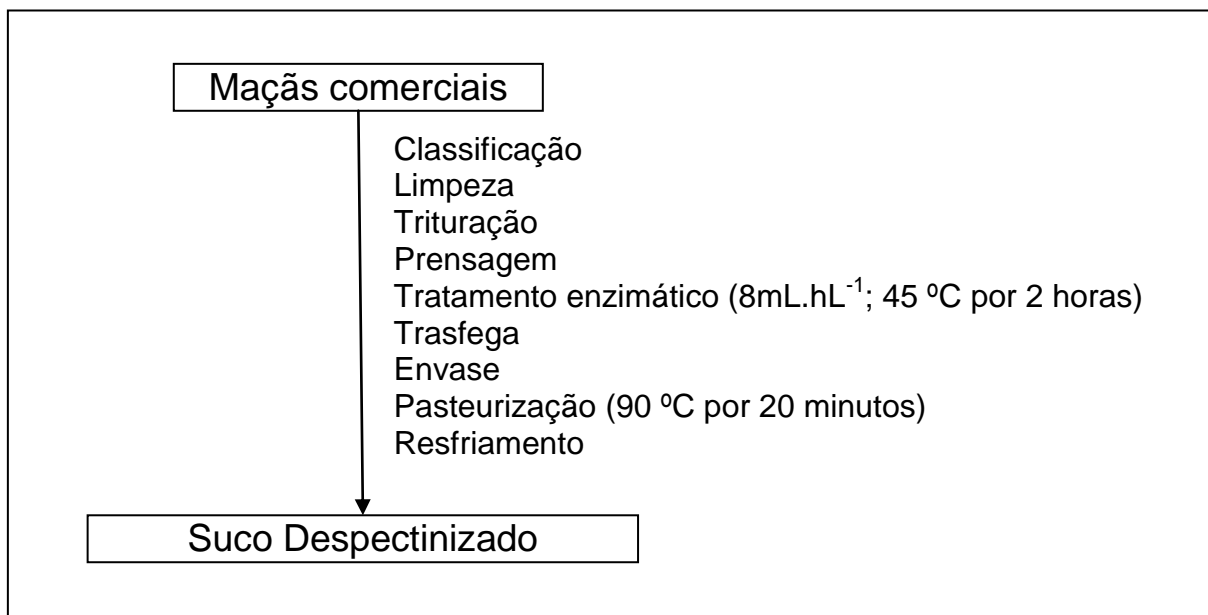 Maçãs comerciais
Classificação
Limpeza
Trituração
Prensagem
Tratamento enzimático (8mL.hL⁻¹; 45 ºC por 2 horas)
Trasfega
Envase
Pasteurização (90 ºC por 20 minutos)
Resfriamento
Suco Despectinizado